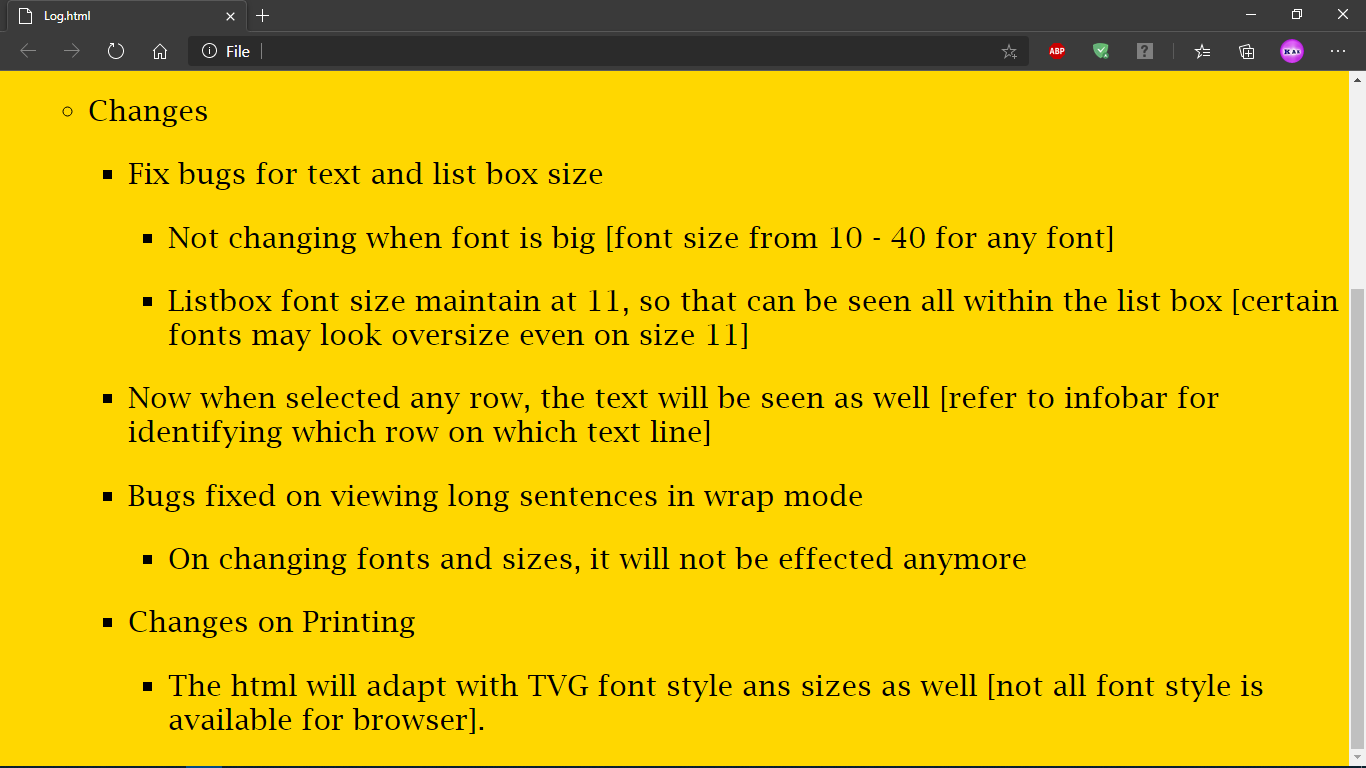 Log.html
File
ABP
?
KAS
Changes
Fix bugs for text and list box size
Not changing when font is big [font size from 10 - 40 for any font]
Listbox font size maintain at 11, so that can be seen all within the list box [certain
fonts may look oversize even on size 11]
Now when selected any row, the text will be seen as well [refer to infobar for
identifying which row on which text line]
Bugs fixed on viewing long sentences in wrap mode
On changing fonts and sizes, it will not be effected anymore
Changes on Printing
The html will adapt with TVG font style ans sizes as well [not all font style is
available for browser].